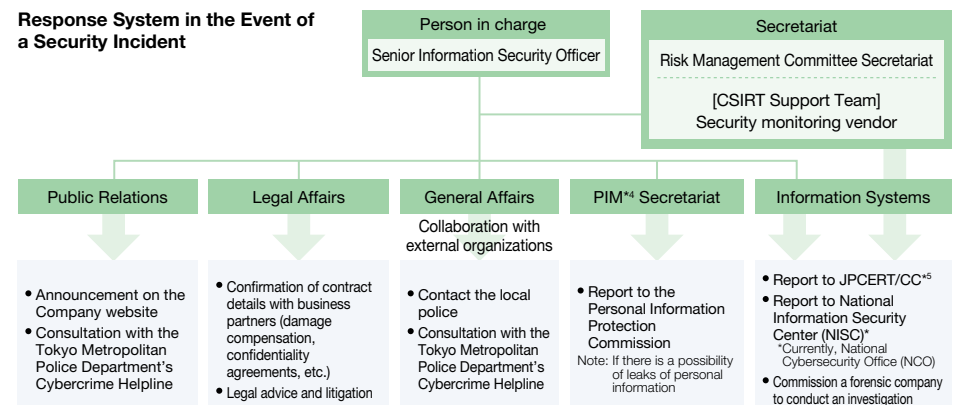 Response System in the Event of
a Security Incident
Person in charge
Senior Information Security Officer
Secretariat
Risk Management Committee Secretariat
[CSIRT Support Team]
Security monitoring vendor
Public Relations
Legal Affairs
General Affairs
PIM*4 Secretariat
Information Systems
Collaboration with
external organizations
• Announcement on the
Company website
• Consultation with the
Tokyo Metropolitan
Police Department's
Cybercrime Helpline
• Confirmation of contract
details with business
partners (damage
compensation,
confidentiality
agreements, etc.)
• Legal advice and litigation
• Contact the local
police
• Consultation with the
Tokyo Metropolitan
Police Department's
Cybercrime Helpline
• Report to the
Personal Information
Protection
Commission
Note: If there is a possibility
of leaks of personal
information
• Report to JPCERT/CC*5
• Report to National
Information Security
Center (NISC)*
*Currently, National
Cybersecurity Office (NCO)
• Commission a forensic company
to conduct an investigation